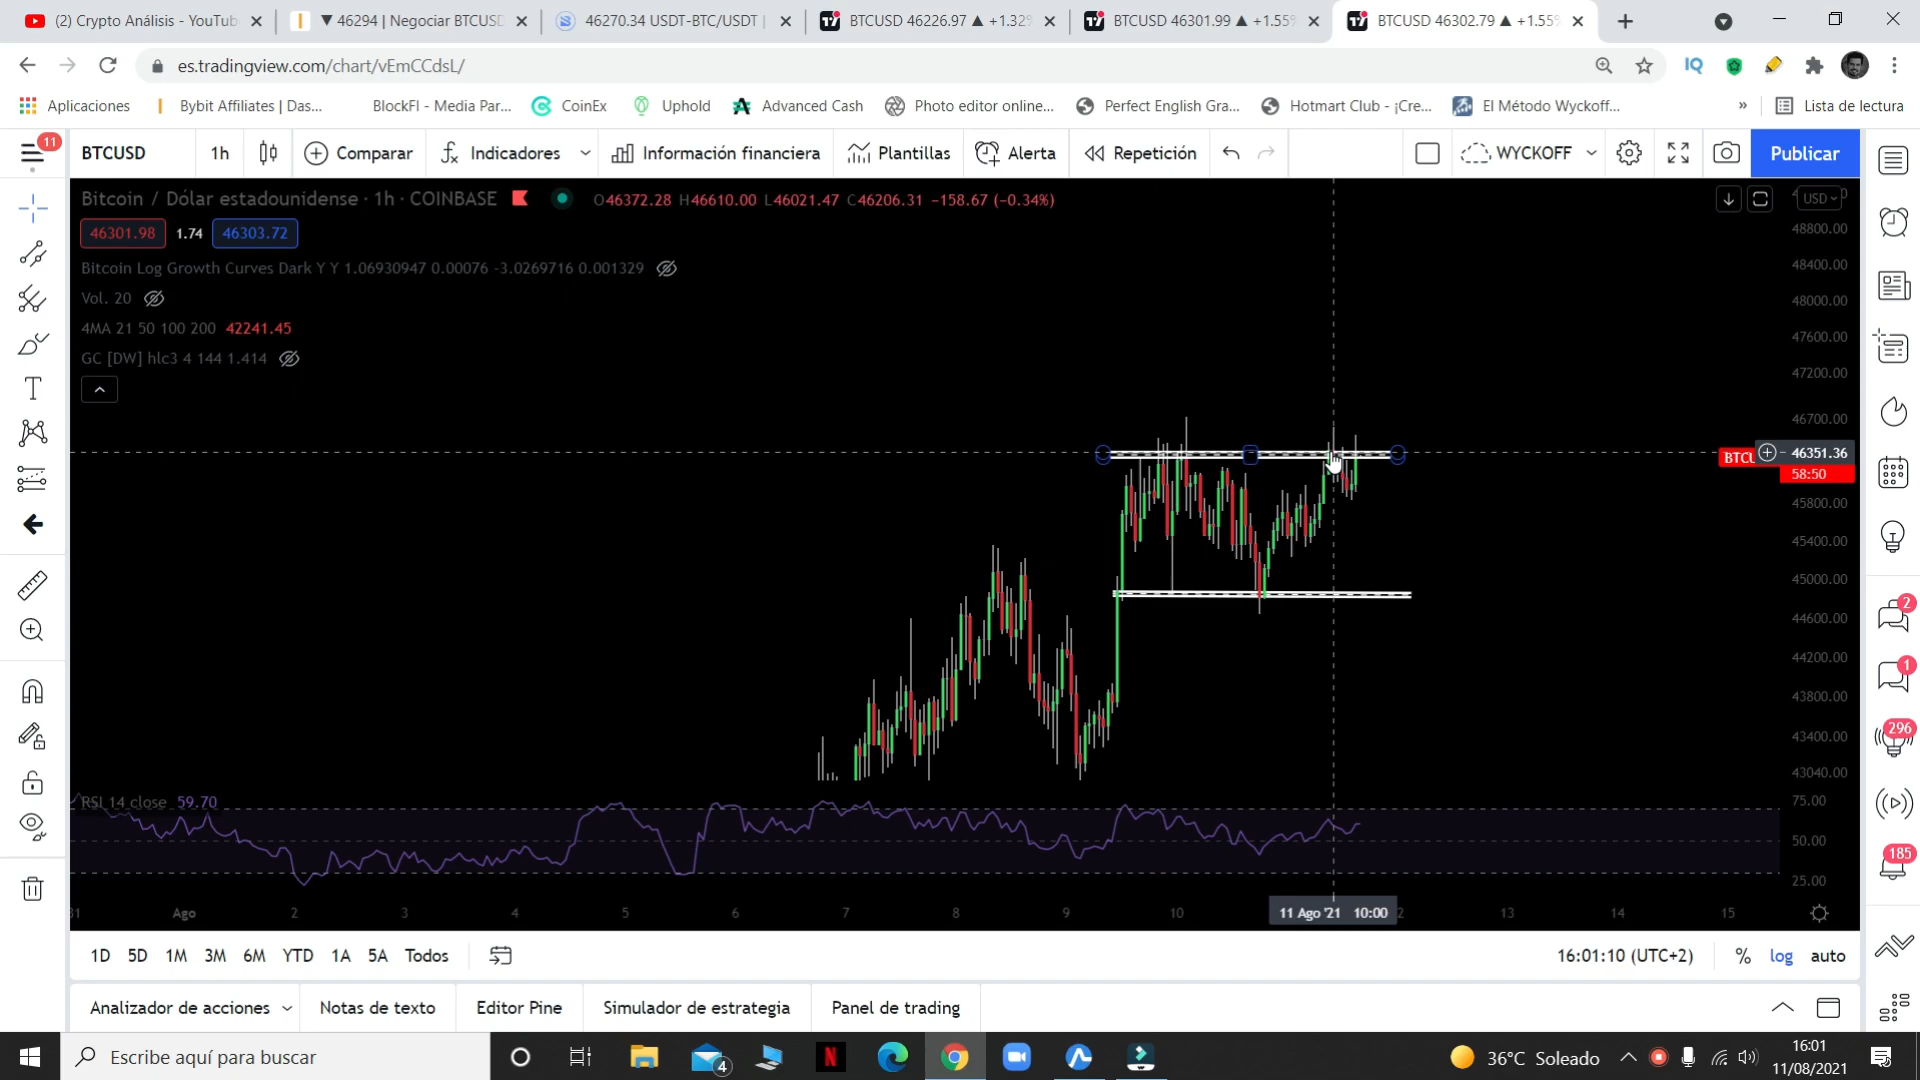 (2) Crypto Análisis - YouTub
▼ 46294 | Negociar BTCUSD
46270.34 USDT-BTC/USDT |
BTCUSD 46226.97 ▲ +1.32%
BTCUSD 46301.99 ▲ +1.55%
BTCUSD 46302.79 ▲ +1.55%
es.tradingview.com/chart/vEmCCdsL/
Aplicaciones
Bybit Affiliates | Das...
BlockFI - Media Par...
CoinEx
Uphold
Advanced Cash
Photo editor online...
Perfect English Gra...
Hotmart Club - ¡Cre...
El Método Wyckoff...
»
Lista de lectura
11
BTCUSD
1h
Comparar
Indicadores
Información financiera
Plantillas
Alerta
Repetición
WYCKOFF
Publicar
Bitcoin / Dólar estadounidense · 1h · COINBASE
O46372.28 H46610.00 L46021.47 C46206.31 −158.67 (−0.34%)
USD
46301.98 1.74 46303.72
48800.00
Bitcoin Log Growth Curves Dark Y Y 1.06930947 0.00076 -3.0269716 0.001329
48400.00
Vol. 20
48000.00
4MA 21 50 100 200 42241.45
47600.00
GC [DW] hlc3 4 144 1.414
47200.00
46700.00
BTCU
46351.36
58:50
45800.00
45400.00
45000.00
44600.00
44200.00
43800.00
43400.00
43040.00
RSI 14 close 59.70
75.00
50.00
25.00
31 Ago 2 3 4 5 6 7 8 9 10 11 Ago '21 10:00 2 13 14 15
2
1
296
185
1D 5D 1M 3M 6M YTD 1A 5A Todos
16:01:10 (UTC+2)
% log auto
Analizador de acciones
Notas de texto
Editor Pine
Simulador de estrategia
Panel de trading
Escribe aquí para buscar
4
N
36°C Soleado
16:01
11/08/2021